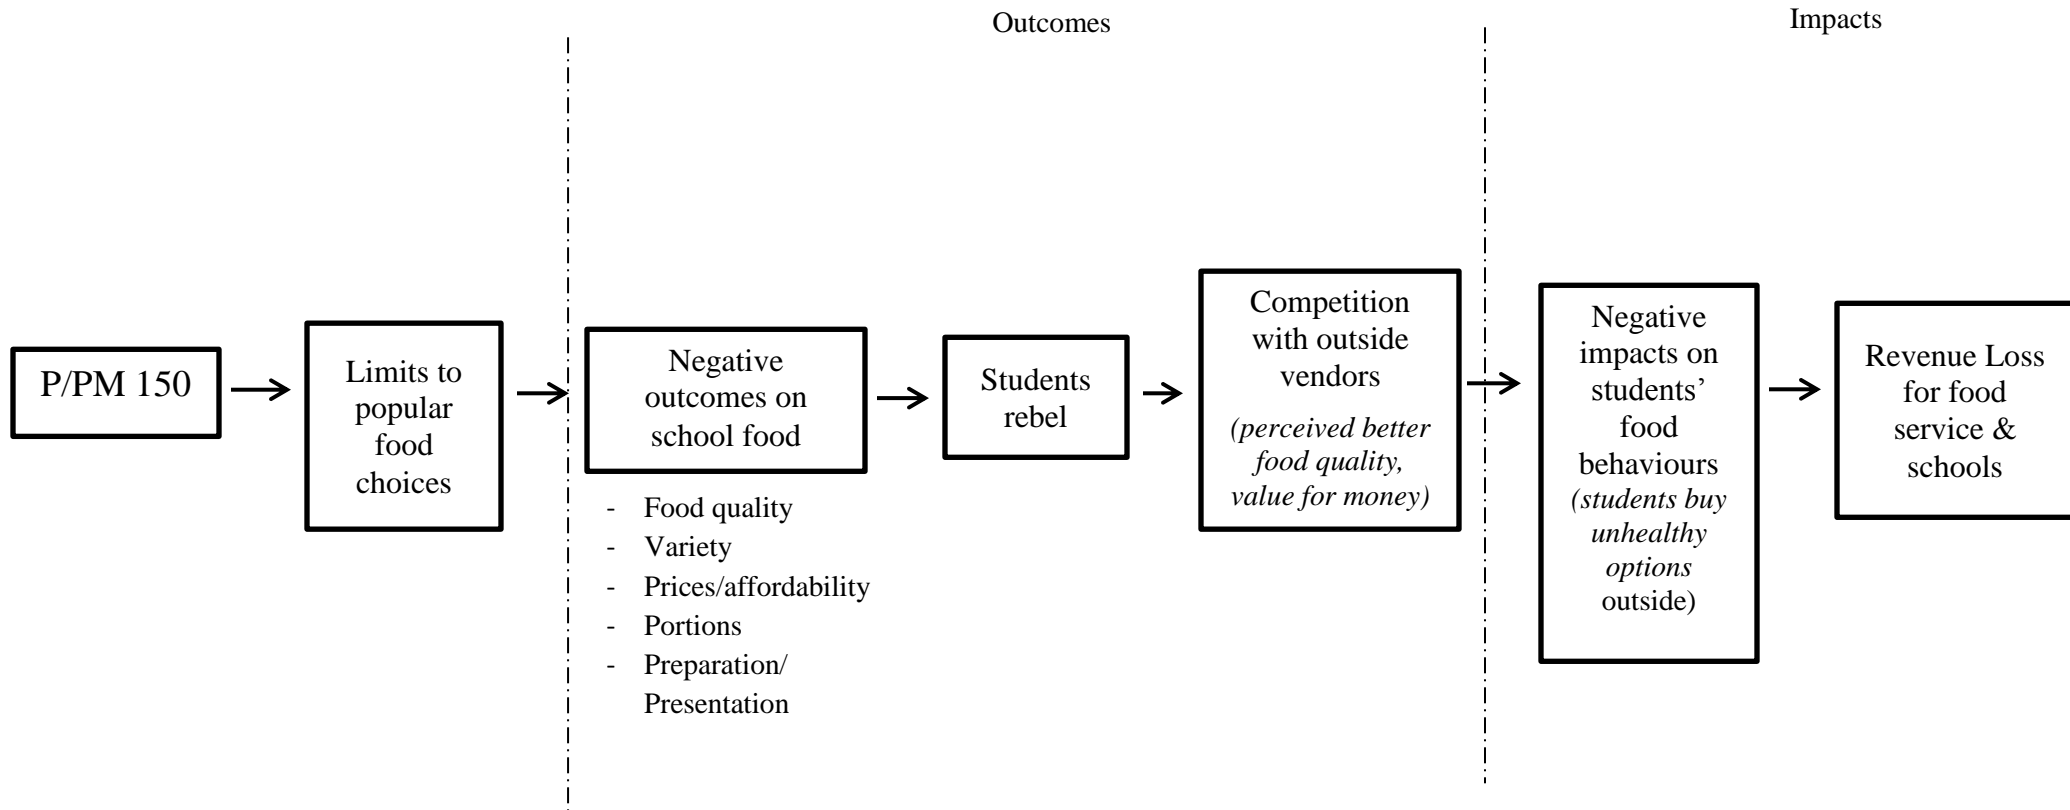 Outcomes
Impacts
P/PM 150
Limits to
popular
food
choices
Negative
outcomes on
school food
- Food quality
- Variety
- Prices/affordability
- Portions
- Preparation/
Presentation
Students
rebel
Competition
with outside
vendors
(perceived better
food quality,
value for money)
Negative
impacts on
students’
food
behaviours
(students buy
unhealthy
options
outside)
Revenue Loss
for food
service &
schools